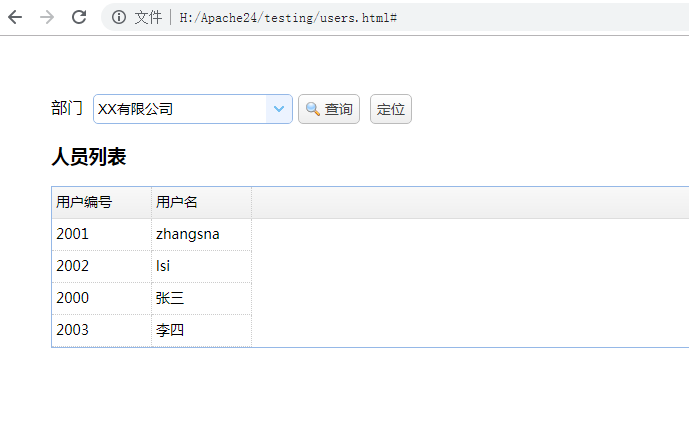 文件 H:/Apache24/testing/users.html#
部门 XX有限公司 查询 定位
人员列表
用户编号 用户名
2001 zhangsna
2002 lsi
2000 张三
2003 李四